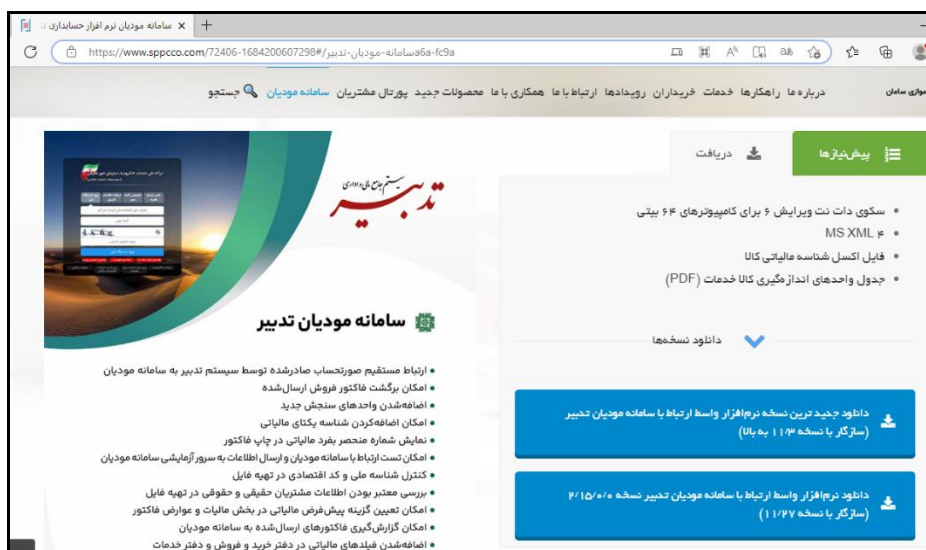 سامانه مودیان نرم افزار حسابداری ت
https://www.sppcco.com/72406-1684200607298#/سامانه-مودیان-تدبیرa6a-fc9a
درباره ما راهکارها خدمات خریداران رویدادها ارتباط با ما همکاری با ما محصولات جدید پورتال مشتریان سامانه مودیان جستجو
موازی سامان
پیش‌نیازها
دریافت
سکوی دات نت ویرایش ۶ برای کامپیوترهای ۶۴ بیتی
MS XML ۴
فایل اکسل شناسه مالیاتی کالا
جدول واحدهای اندازه‌گیری کالا خدمات (PDF)
دانلود نسخه‌ها
دانلود جدیدترین نسخه نرم‌افزار واسط ارتباط با سامانه مودیان تدبیر
(سازگار با نسخه ۱۱/۳ به بالا)
دانلود نرم‌افزار واسط ارتباط با سامانه مودیان تدبیر نسخه ۲/۱۵/۰/۰
(سازگار با نسخه ۱۱/۲۷)
سیستم جامع مالی و اداری
تدبیر
سامانه مودیان تدبیر
ارتباط مستقیم صورتحساب صادرشده توسط سیستم تدبیر به سامانه مودیان
امکان برگشت فاکتور فروش ارسال‌شده
اضافه‌شدن واحدهای سنجش جدید
امکان اضافه‌کردن شناسه یکتای مالیاتی
نمایش شماره منحصر بفرد مالیاتی در چاپ فاکتور
امکان تست ارتباط با سامانه مودیان و ارسال اطلاعات به سرور آزمایشی سامانه مودیان
کنترل شناسه ملی و کد اقتصادی در تهیه فایل
بررسی معتبر بودن اطلاعات مشتریان حقیقی و حقوقی در تهیه فایل
امکان تعیین گزینه پیش‌فرض مالیاتی در بخش مالیات و عوارض فاکتور
امکان گزارش‌گیری فاکتورهای ارسال‌شده به سامانه مودیان
اضافه‌شدن فیلدهای مالیاتی در دفتر خرید و فروش و دفتر خدمات